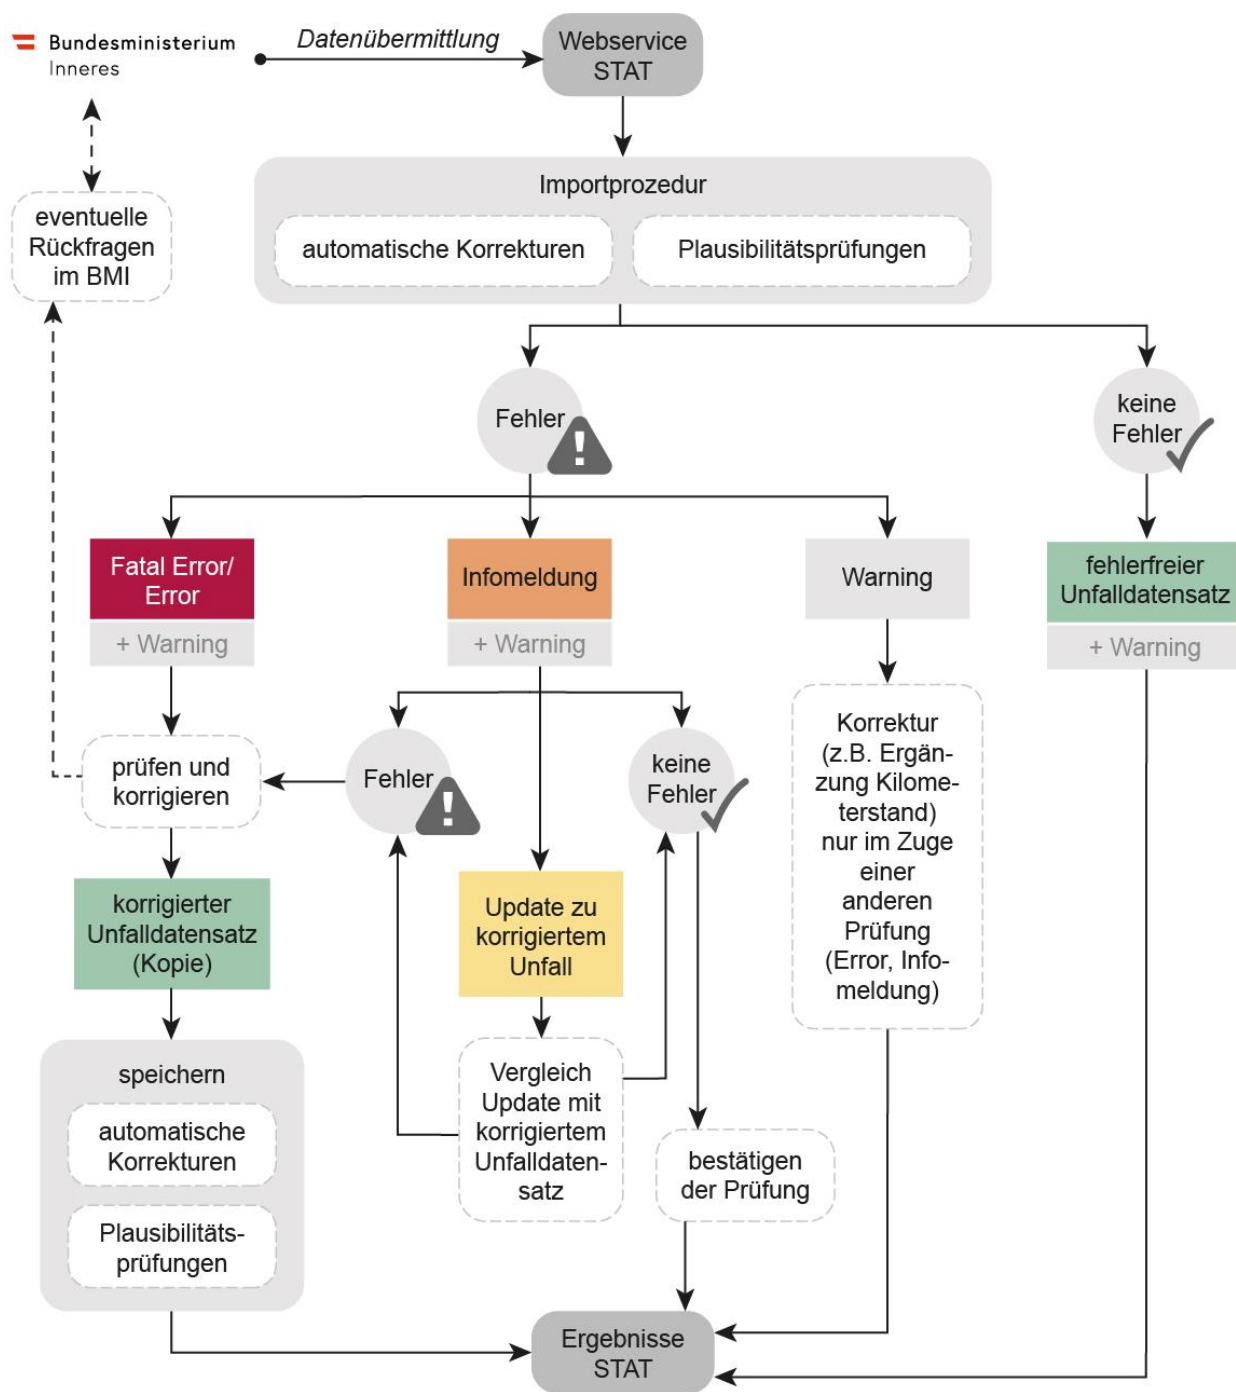 Bundesministerium
Inneres
Datenübermittlung
Webservice
STAT
Importprozedur
automatische Korrekturen
Plausibilitätsprüfungen
eventuelle
Rückfragen
im BMI
Fehler
!
keine
Fehler
Fatal Error/
Error
+ Warning
Infomeldung
+ Warning
Warning
fehlerfreier
Unfalldatensatz
+ Warning
prüfen und
korrigieren
Fehler
!
keine
Fehler
Korrektur
(z.B. Ergän-
zung Kilome-
terstand)
nur im Zuge
einer
anderen
Prüfung
(Error, Info-
meldung)
korrigierter
Unfalldatensatz
(Kopie)
Update zu
korrigiertem
Unfall
speichern
automatische
Korrekturen
Plausibilitäts-
prüfungen
Vergleich
Update mit
korrigiertem
Unfalldaten-
satz
bestätigen
der Prüfung
Ergebnisse
STAT